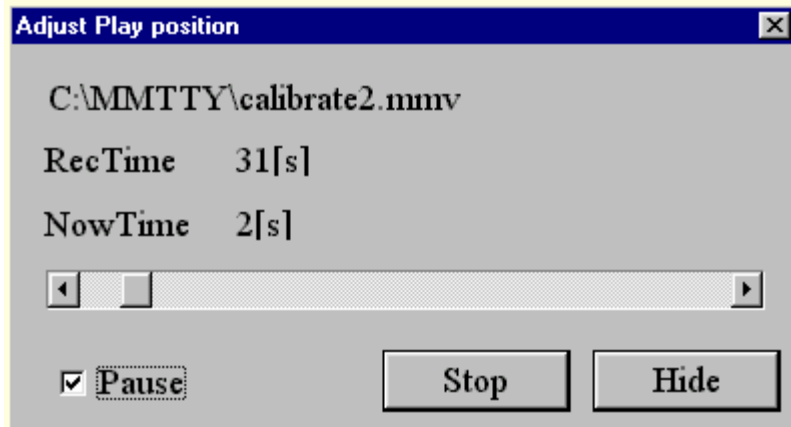 Adjust Play position
C:\MMTTY\calibrate2.mmv
RecTime 31[s]
NowTime 2[s]
Pause Stop Hide